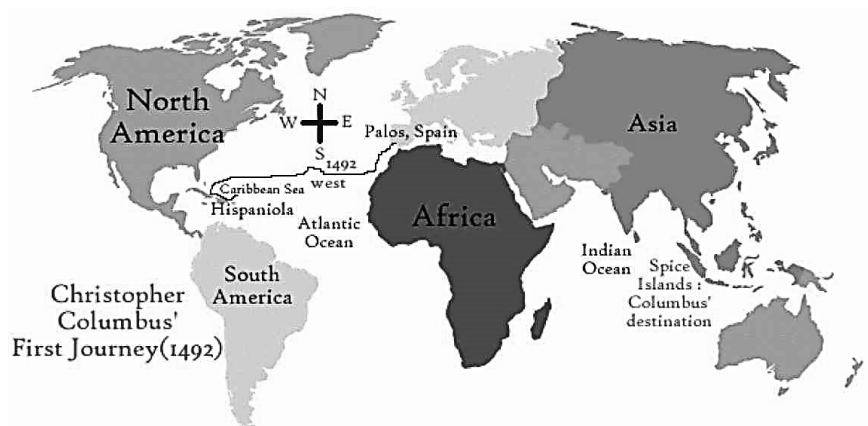 North
America
N
W
E
S
Palos, Spain
Asia
1492
west
Caribbean Sea
Hispaniola
Atlantic
Ocean
Africa
Indian
Ocean
Spice
Islands :
Columbus'
destination
South
America
Christopher
Columbus'
First Journey(1492)